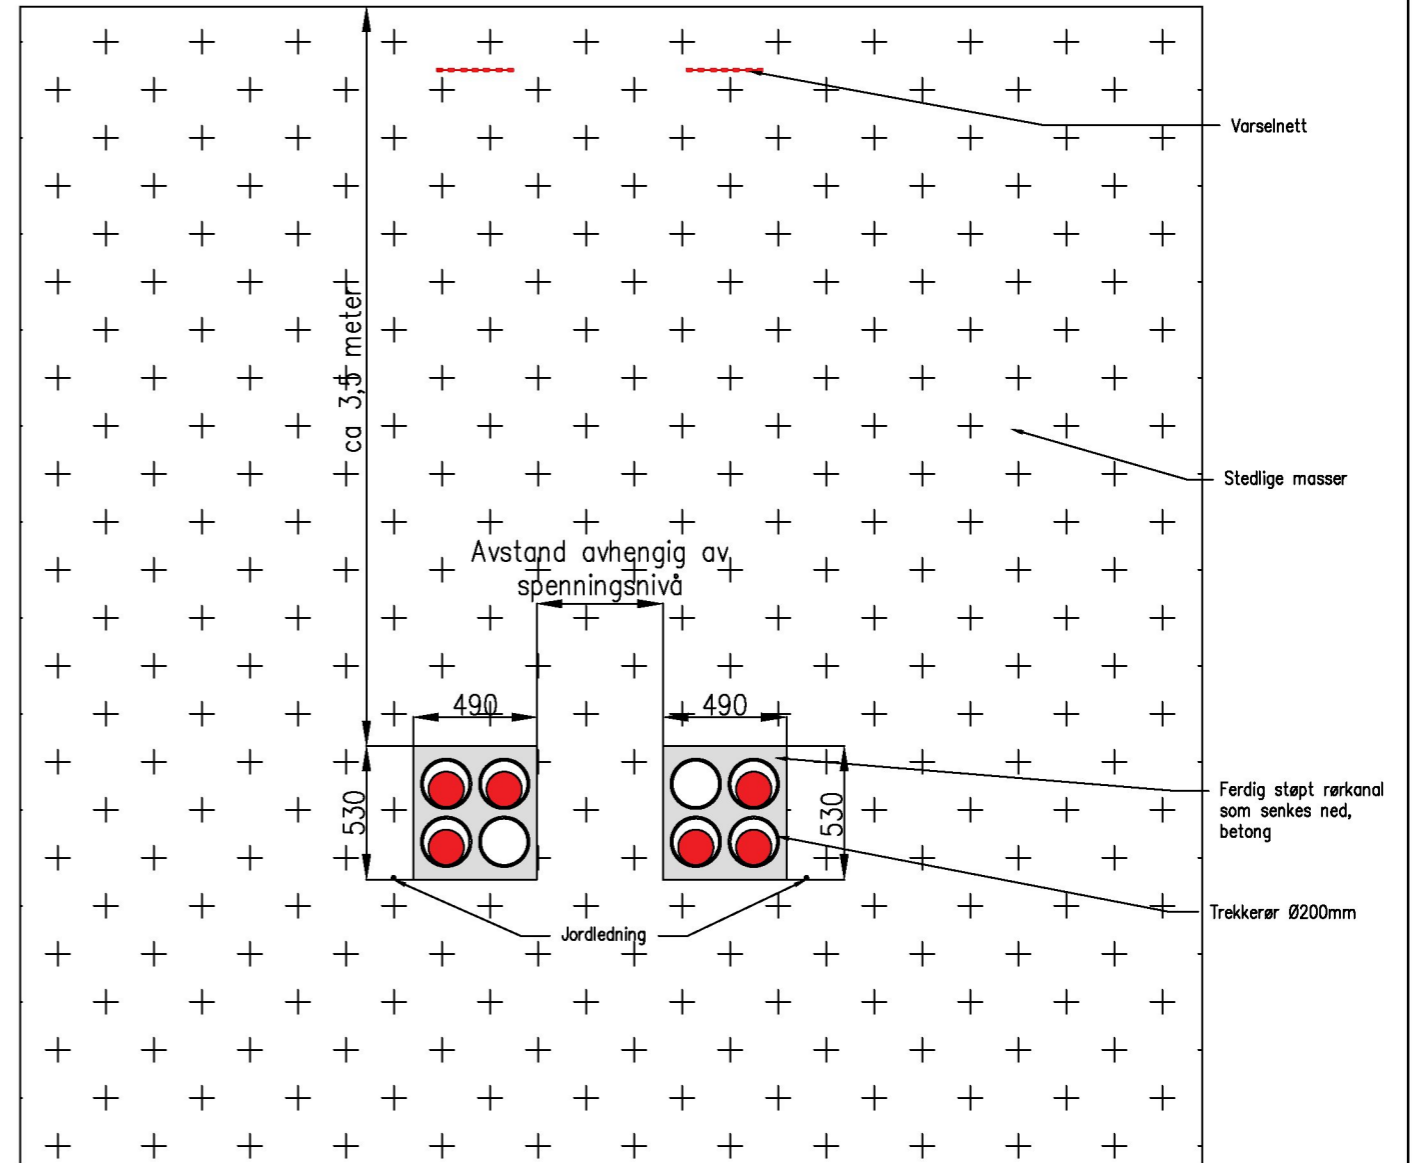 Varselnett
ca 3,5 meter
Stedlige masser
Avstand avhengig av
spenningsnivå
490
490
530
530
Ferdig støpt rørkanal
som senkes ned,
betong
Trekkerør Ø200mm
Jordledning